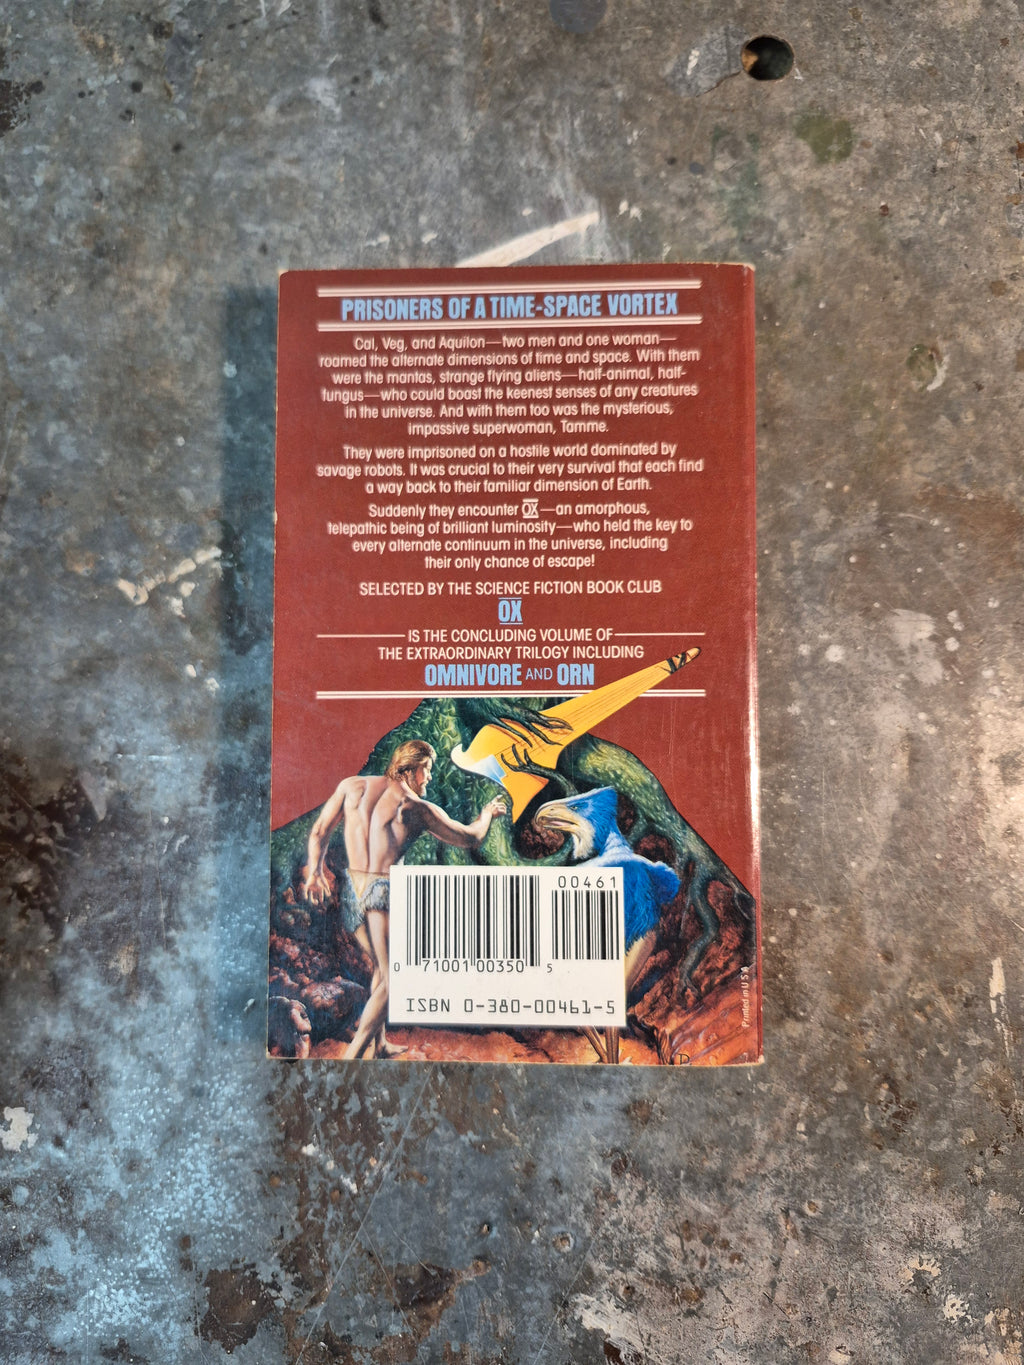 PRISONERS OF A TIME-SPACE VORTEX
Cal, Veg, and Aquilon—two men and one woman—
roamed the alternate dimensions of time and space. With them
were the mantas, strange flying aliens—half-animal, half-
fungus—who could boast the keenest senses of any creatures
in the universe. And with them too was the mysterious,
impassive superwoman, Tamme.
They were imprisoned on a hostile world dominated by
savage robots. It was crucial to their very survival that each find
a way back to their familiar dimension of Earth.
Suddenly they encounter OX—an amorphous,
telepathic being of brilliant luminosity—who held the key to
every alternate continuum in the universe, including
their only chance of escape!
SELECTED BY THE SCIENCE FICTION BOOK CLUB
OX
IS THE CONCLUDING VOLUME OF
THE EXTRAORDINARY TRILOGY INCLUDING
OMNIVORE AND ORN
00461
0 71001 00350 5
ISBN 0-380-00461-5
Printed in U S A